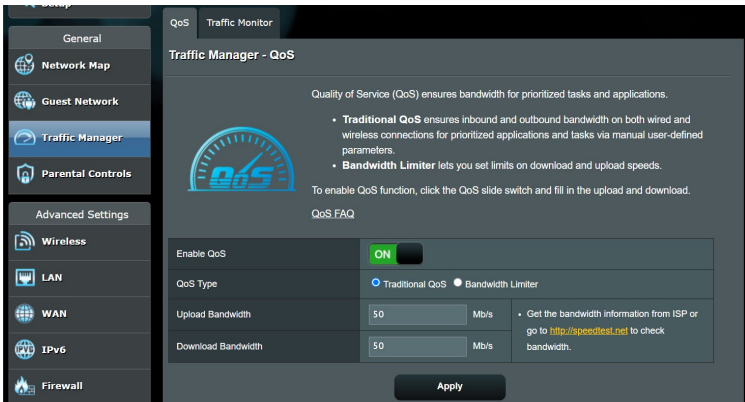 Setup
General
Network Map
Guest Network
Traffic Manager
Parental Controls
Advanced Settings
Wireless
LAN
WAN
IPv6
IPv6
Firewall
QoS
Traffic Monitor
Traffic Manager - QoS
QoS
Quality of Service (QoS) ensures bandwidth for prioritized tasks and applications.
• Traditional QoS ensures inbound and outbound bandwidth on both wired and
wireless connections for prioritized applications and tasks via manual user-defined
parameters.
• Bandwidth Limiter lets you set limits on download and upload speeds.
To enable QoS function, click the QoS slide switch and fill in the upload and download.
QoS FAQ
Enable QoS
ON
QoS Type
Traditional QoS Bandwidth Limiter
Upload Bandwidth
50 Mb/s
• Get the bandwidth information from ISP or
go to http://speedtest.net to check
bandwidth.
Download Bandwidth
50 Mb/s
Apply